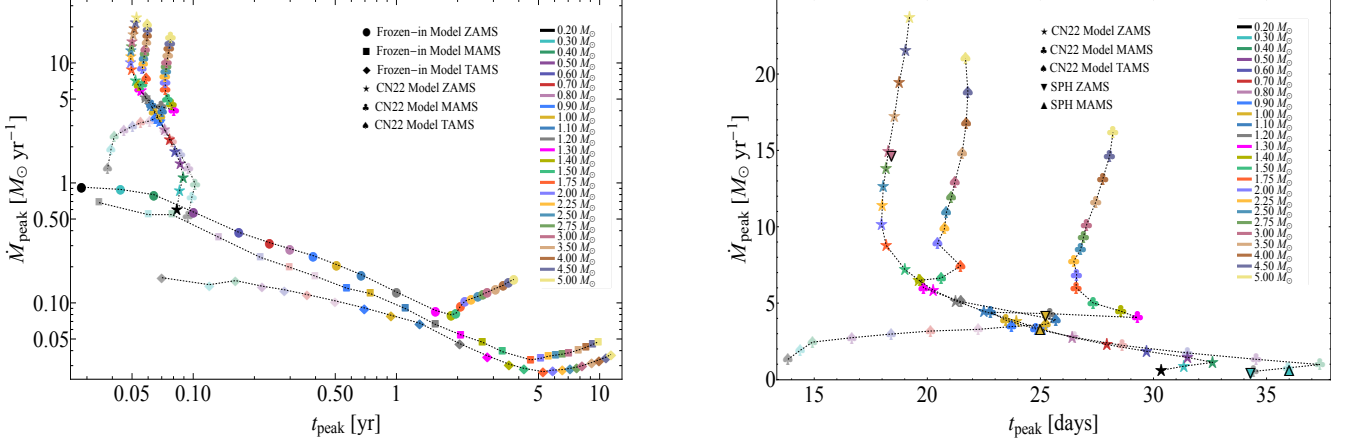 10
5
1
0.50
0.10
0.05
Ṁpeak [M⊙ yr⁻¹]
0.05
0.10
0.50
1
5
10
tpeak [yr]
Frozen-in Model ZAMS
Frozen-in Model MAMS
Frozen-in Model TAMS
CN22 Model ZAMS
CN22 Model MAMS
CN22 Model TAMS
0.20 M⊙
0.30 M⊙
0.40 M⊙
0.50 M⊙
0.60 M⊙
0.70 M⊙
0.80 M⊙
0.90 M⊙
1.00 M⊙
1.10 M⊙
1.20 M⊙
1.30 M⊙
1.40 M⊙
1.50 M⊙
1.75 M⊙
2.00 M⊙
2.25 M⊙
2.50 M⊙
2.75 M⊙
3.00 M⊙
3.50 M⊙
4.00 M⊙
4.50 M⊙
5.00 M⊙
20
15
10
5
0
Ṁpeak [M⊙ yr⁻¹]
15
20
25
30
35
tpeak [days]
CN22 Model ZAMS
CN22 Model MAMS
CN22 Model TAMS
SPH ZAMS
SPH MAMS
0.20 M⊙
0.30 M⊙
0.40 M⊙
0.50 M⊙
0.60 M⊙
0.70 M⊙
0.80 M⊙
0.90 M⊙
1.00 M⊙
1.10 M⊙
1.20 M⊙
1.30 M⊙
1.40 M⊙
1.50 M⊙
1.75 M⊙
2.00 M⊙
2.25 M⊙
2.50 M⊙
2.75 M⊙
3.00 M⊙
3.50 M⊙
4.00 M⊙
4.50 M⊙
5.00 M⊙